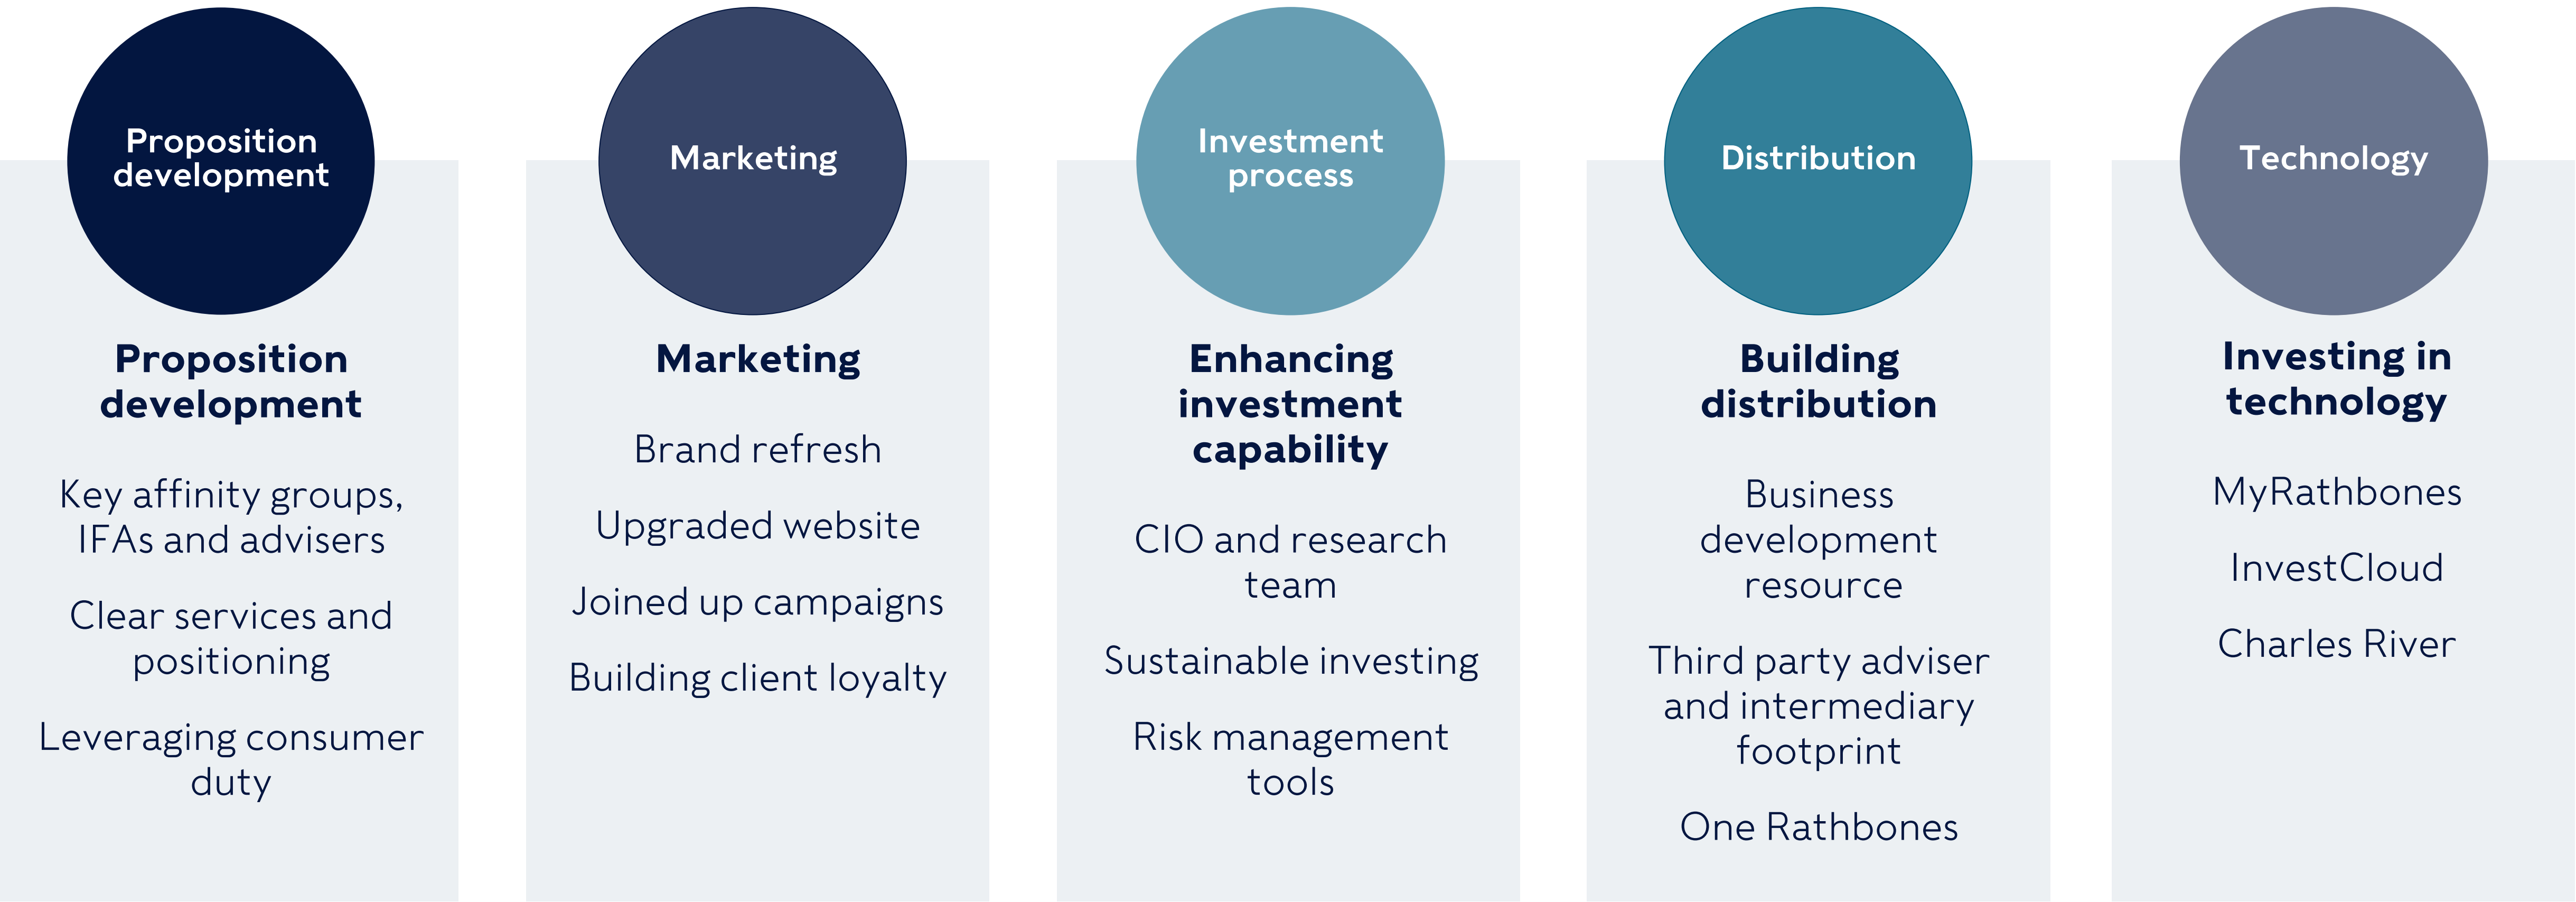 Proposition
development
Proposition
development
Key affinity groups,
IFAs and advisers
Clear services and
positioning
Leveraging consumer
duty
Marketing
Marketing
Brand refresh
Upgraded website
Joined up campaigns
Building client loyalty
Investment
process
Enhancing
investment
capability
CIO and research
team
Sustainable investing
Risk management
tools
Distribution
Building
distribution
Business
development
resource
Third party adviser
and intermediary
footprint
One Rathbones
Technology
Investing in
technology
MyRathbones
InvestCloud
Charles River